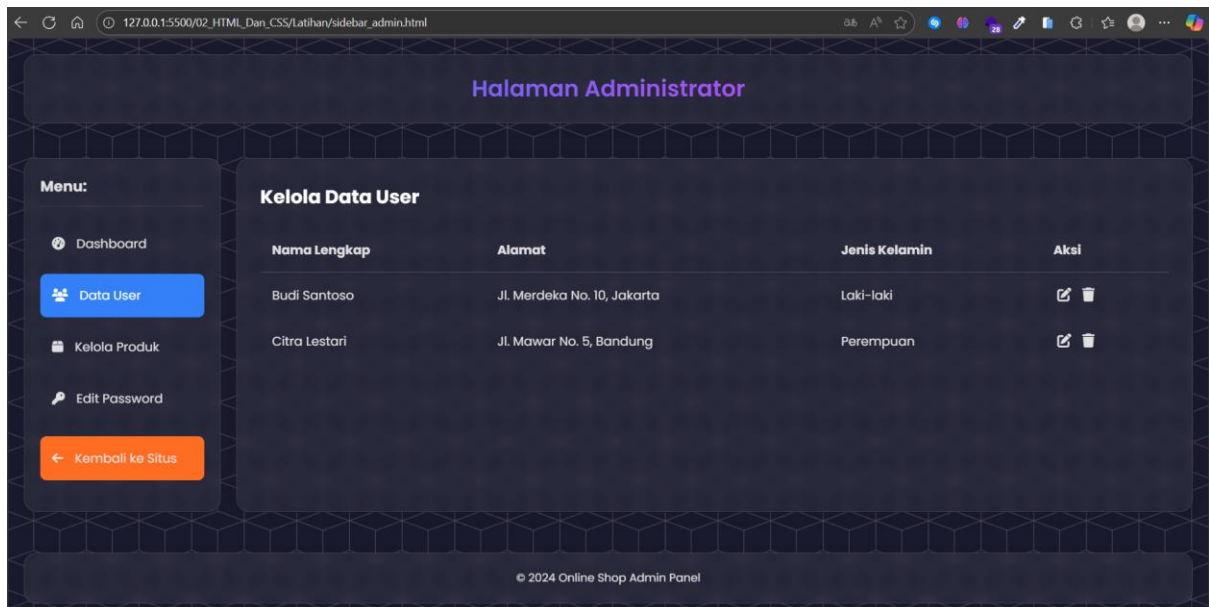 127.0.0.1:5500/02_HTML_Dan_CSS/Latihan/sidebar_admin.html
28
Halaman Administrator
Menu:
Dashboard
Data User
Kelola Produk
Edit Password
Kembali ke Situs
Kelola Data User
Nama Lengkap Alamat Jenis Kelamin Aksi
Budi Santoso Jl. Merdeka No. 10, Jakarta Laki-laki
Citra Lestari Jl. Mawar No. 5, Bandung Perempuan
© 2024 Online Shop Admin Panel